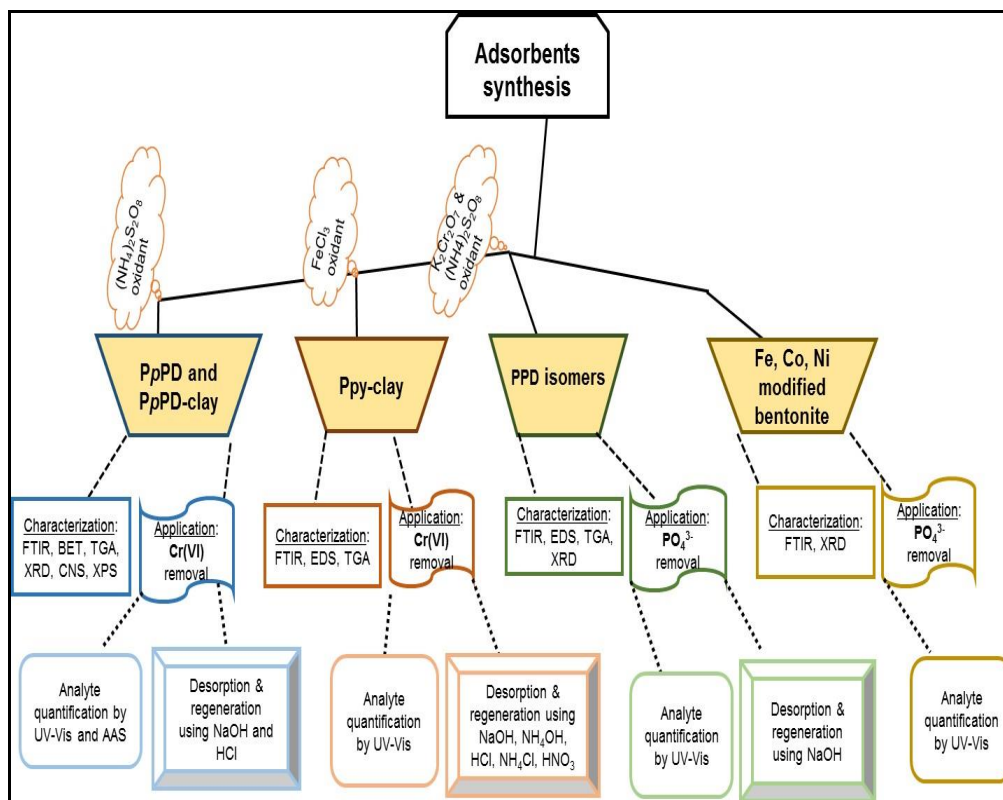 Adsorbents
synthesis
(NH₄)₂S₂O₈
oxidant
FeCl₃
oxidant
K₂Cr₂O₇ &
(NH4)₂S₂O₈
oxidant
PpPD and
PpPD-clay
Ppy-clay
PPD isomers
Fe, Co, Ni
modified
bentonite
Characterization:
FTIR, BET, TGA,
XRD, CNS, XPS
Application:
Cr(VI)
removal
Characterization:
FTIR, EDS, TGA
Application:
Cr(VI)
removal
Characterization:
FTIR, EDS, TGA,
XRD
Application:
PO₄³⁻
removal
Characterization:
FTIR, XRD
Application:
PO₄³⁻
removal
Analyte
quantification by
UV-Vis and AAS
Desorption &
regeneration
using NaOH and
HCl
Analyte
quantification
by UV-Vis
Desorption &
regeneration using
NaOH, NH₄OH,
HCl, NH₄Cl, HNO₃
Analyte
quantification
by UV-Vis
Desorption &
regeneration
using NaOH
Analyte
quantification
by UV-Vis